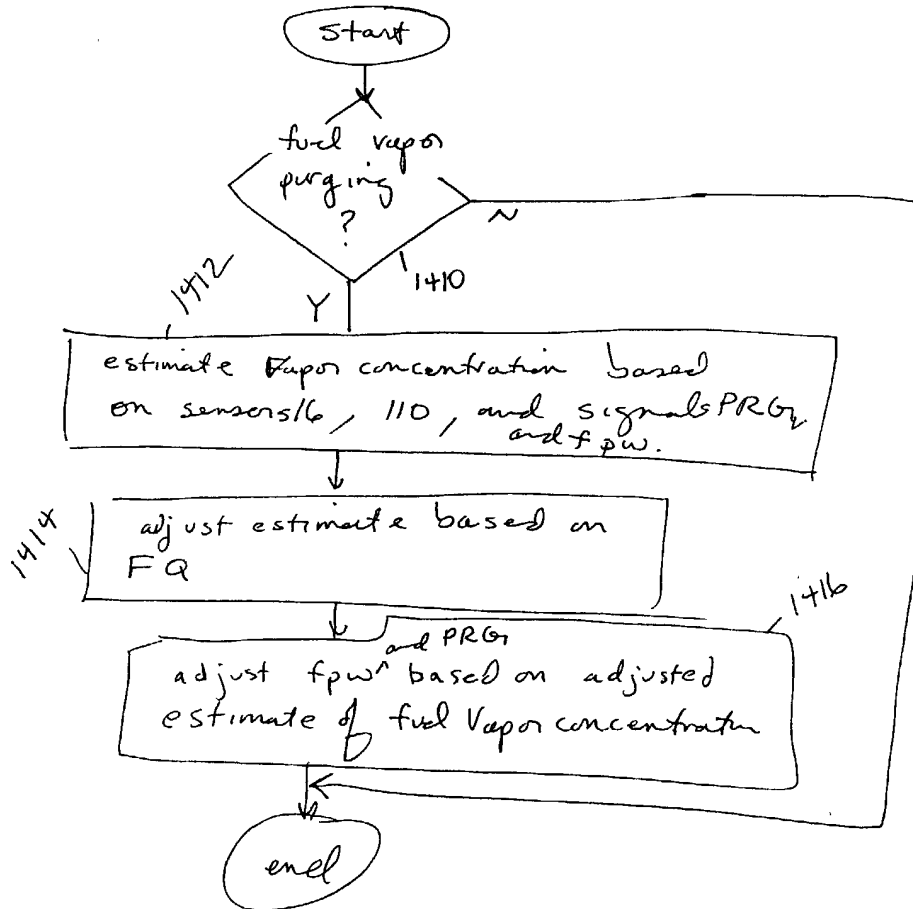 start
fuel vapor
purging
?
N
1410
Y
1412
estimate vapor concentration based
on sensors 16, 110, and signals PRG,
and fpw.
1414
adjust estimate based on
FQ
1416
and PRG
adjust fpw ^ based on adjusted
estimate of fuel vapor concentration
end